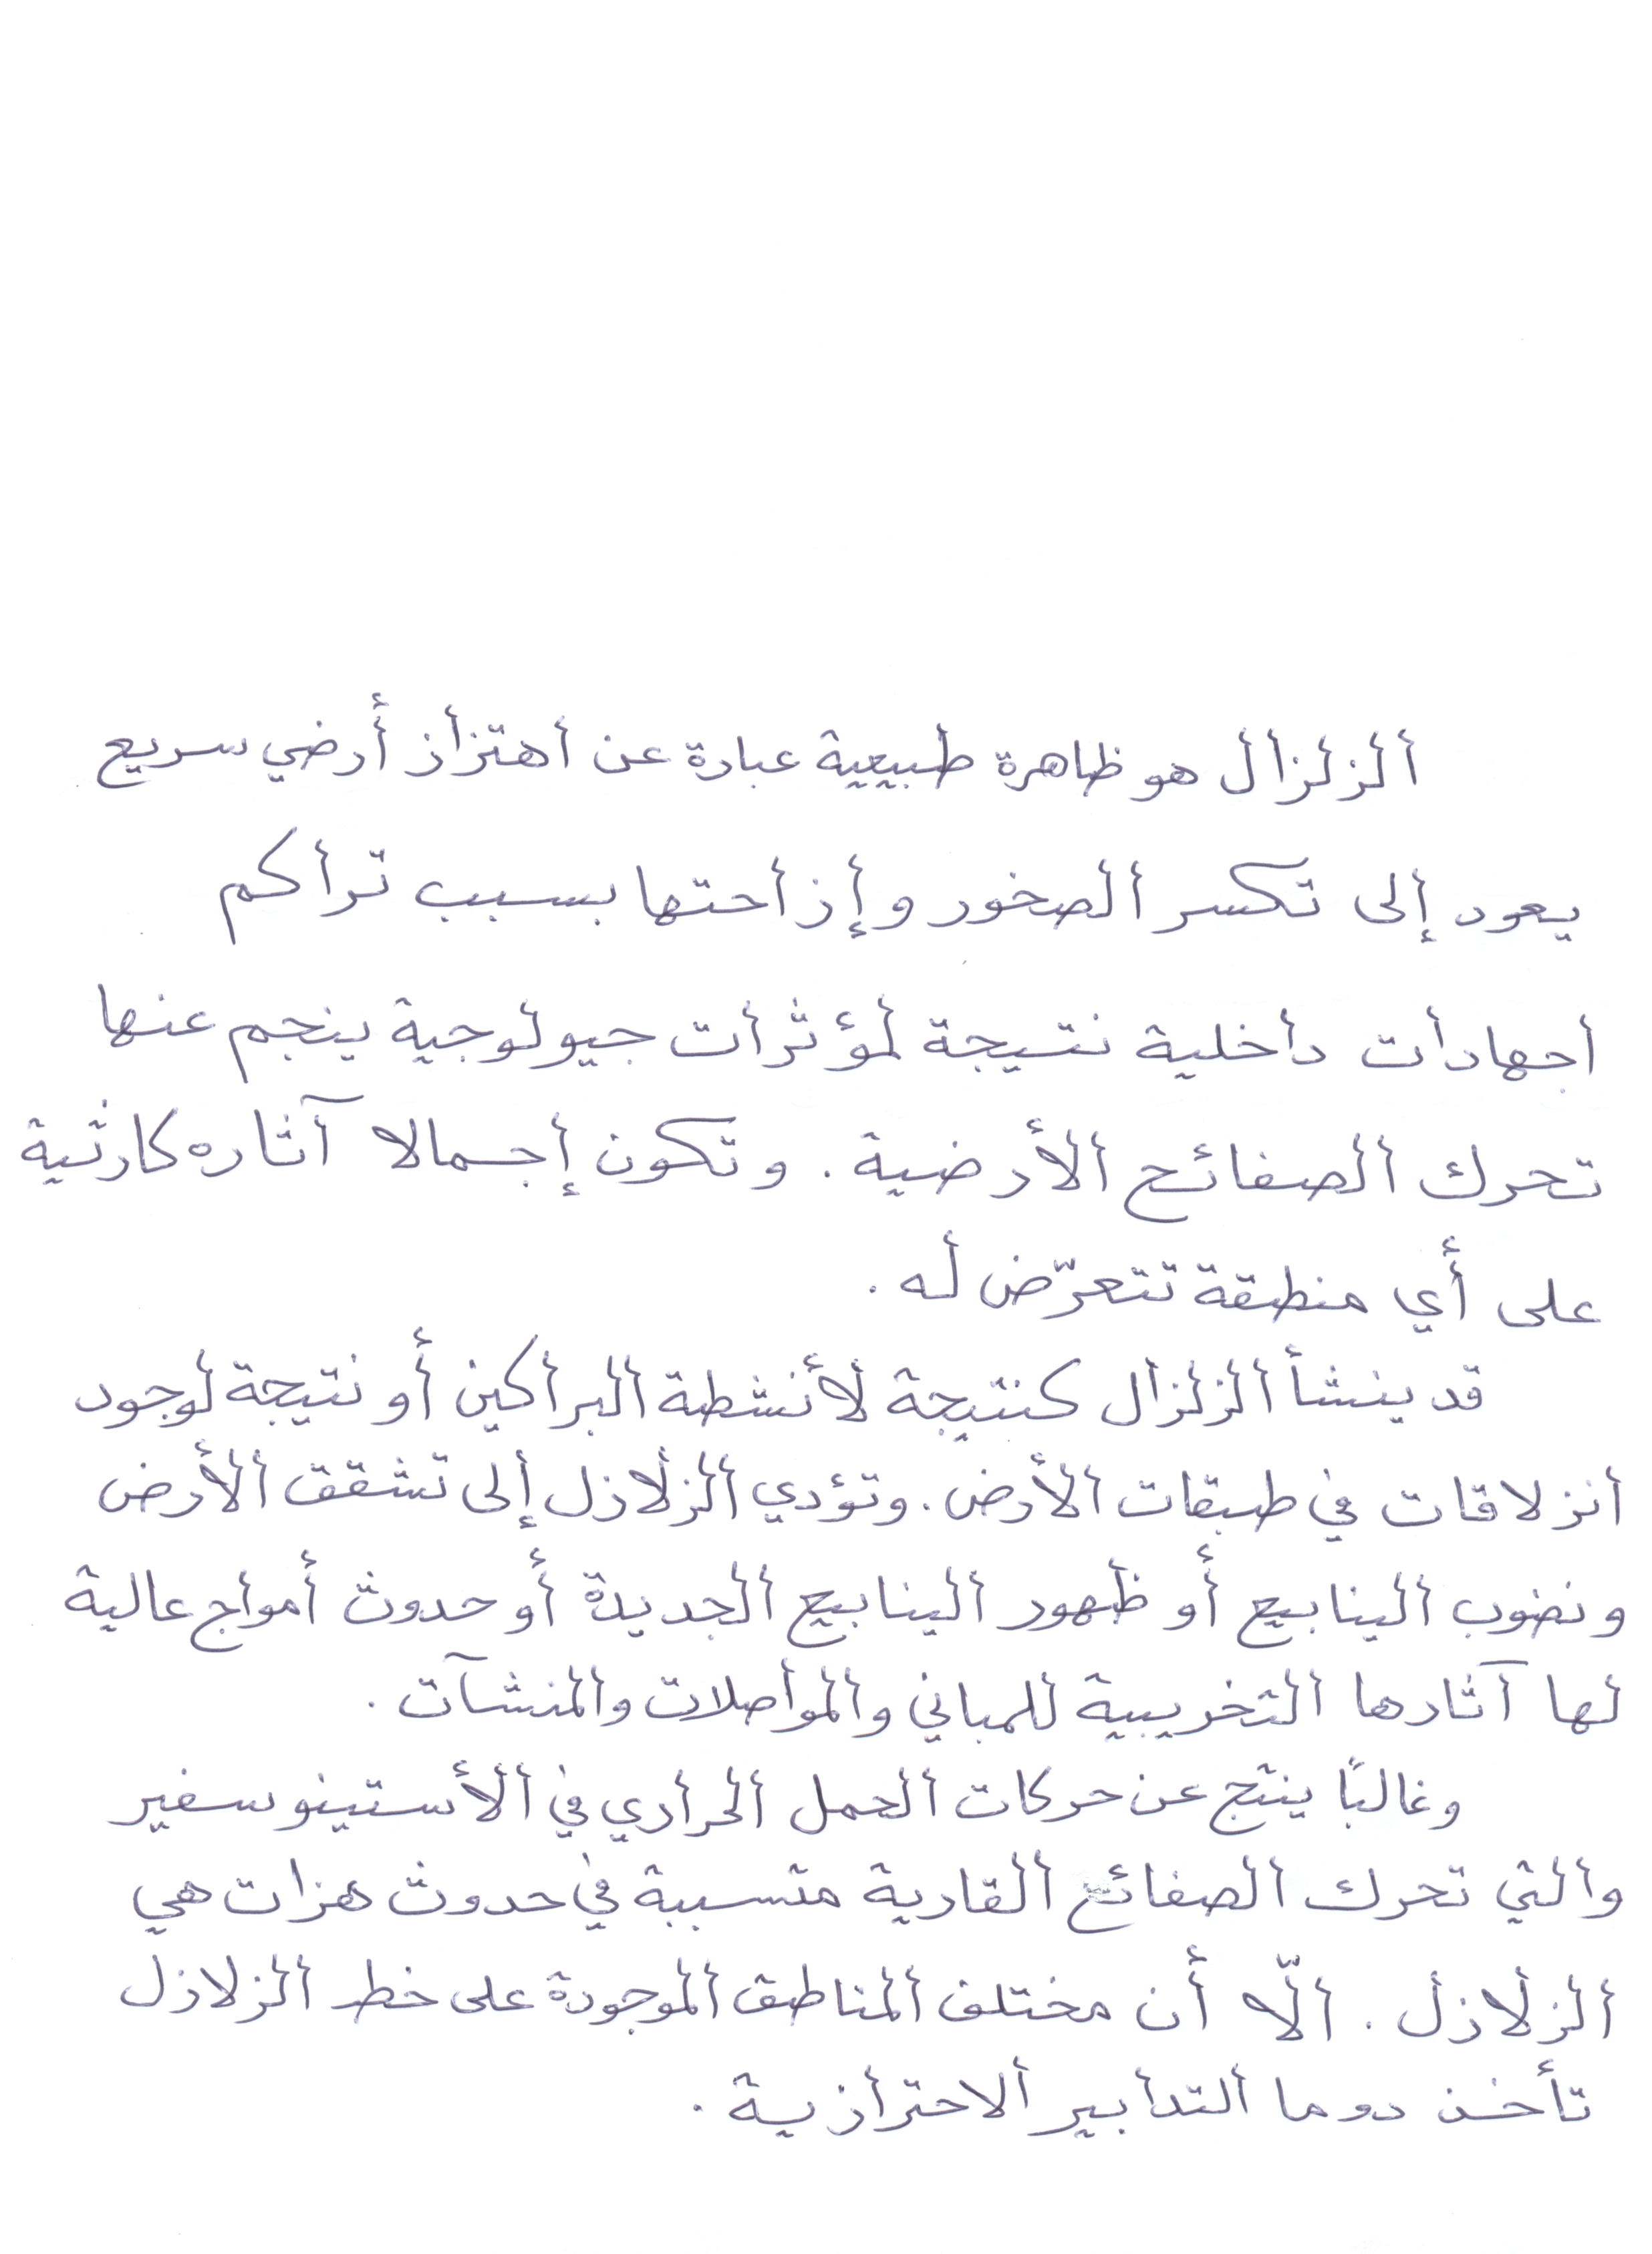 الزلزال هو ظاهرة طبيعية عبارة عن اهتزاز أرضي سريع
يعود إلى تكسر الصخور وإزاحتها بسبب تراكم
اجهادات داخلية نتيجة لمؤثرات جيولوجية ينجم عنها
تحرك الصفائح الأرضية. وتكون إجمالا آثاره كارثية
على أي منطقة تتعرّض له.
قد ينشأ الزلزال كنتيجة لأنشطة البراكين أو نتيجة لوجود
انزلاقات في طبقات الأرض. وتؤدي الزلازل إلى تشقق الأرض
ونضوب الينابيع أو ظهور الينابيع الجديدة أو حدوث أمواج عالية
لها آثارها التخريبية للمباني والمواصلات والمنشآت.
وغالبًا ينتج عن حركات الحمل الحراري في الأستينوسفير
والتي تحرك الصفائح القارية متسببة في حدوث هزات هي
الزلازل. الّا أن مختلف المناطق الموجودة على خط الزلازل
تأخذ دوما التدابير الاحترازية.